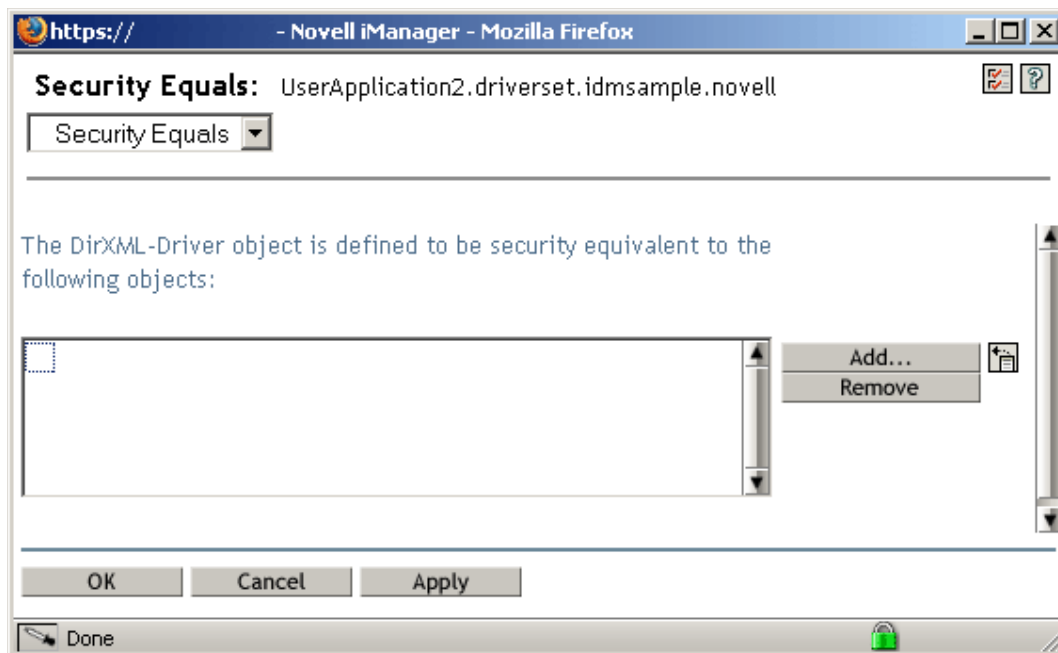 https:// - Novell iManager - Mozilla Firefox
Security Equals: UserApplication2.driverset.idmsample.novell
Security Equals
The DirXML-Driver object is defined to be security equivalent to the
following objects:
Add...
Remove
OK Cancel Apply
Done